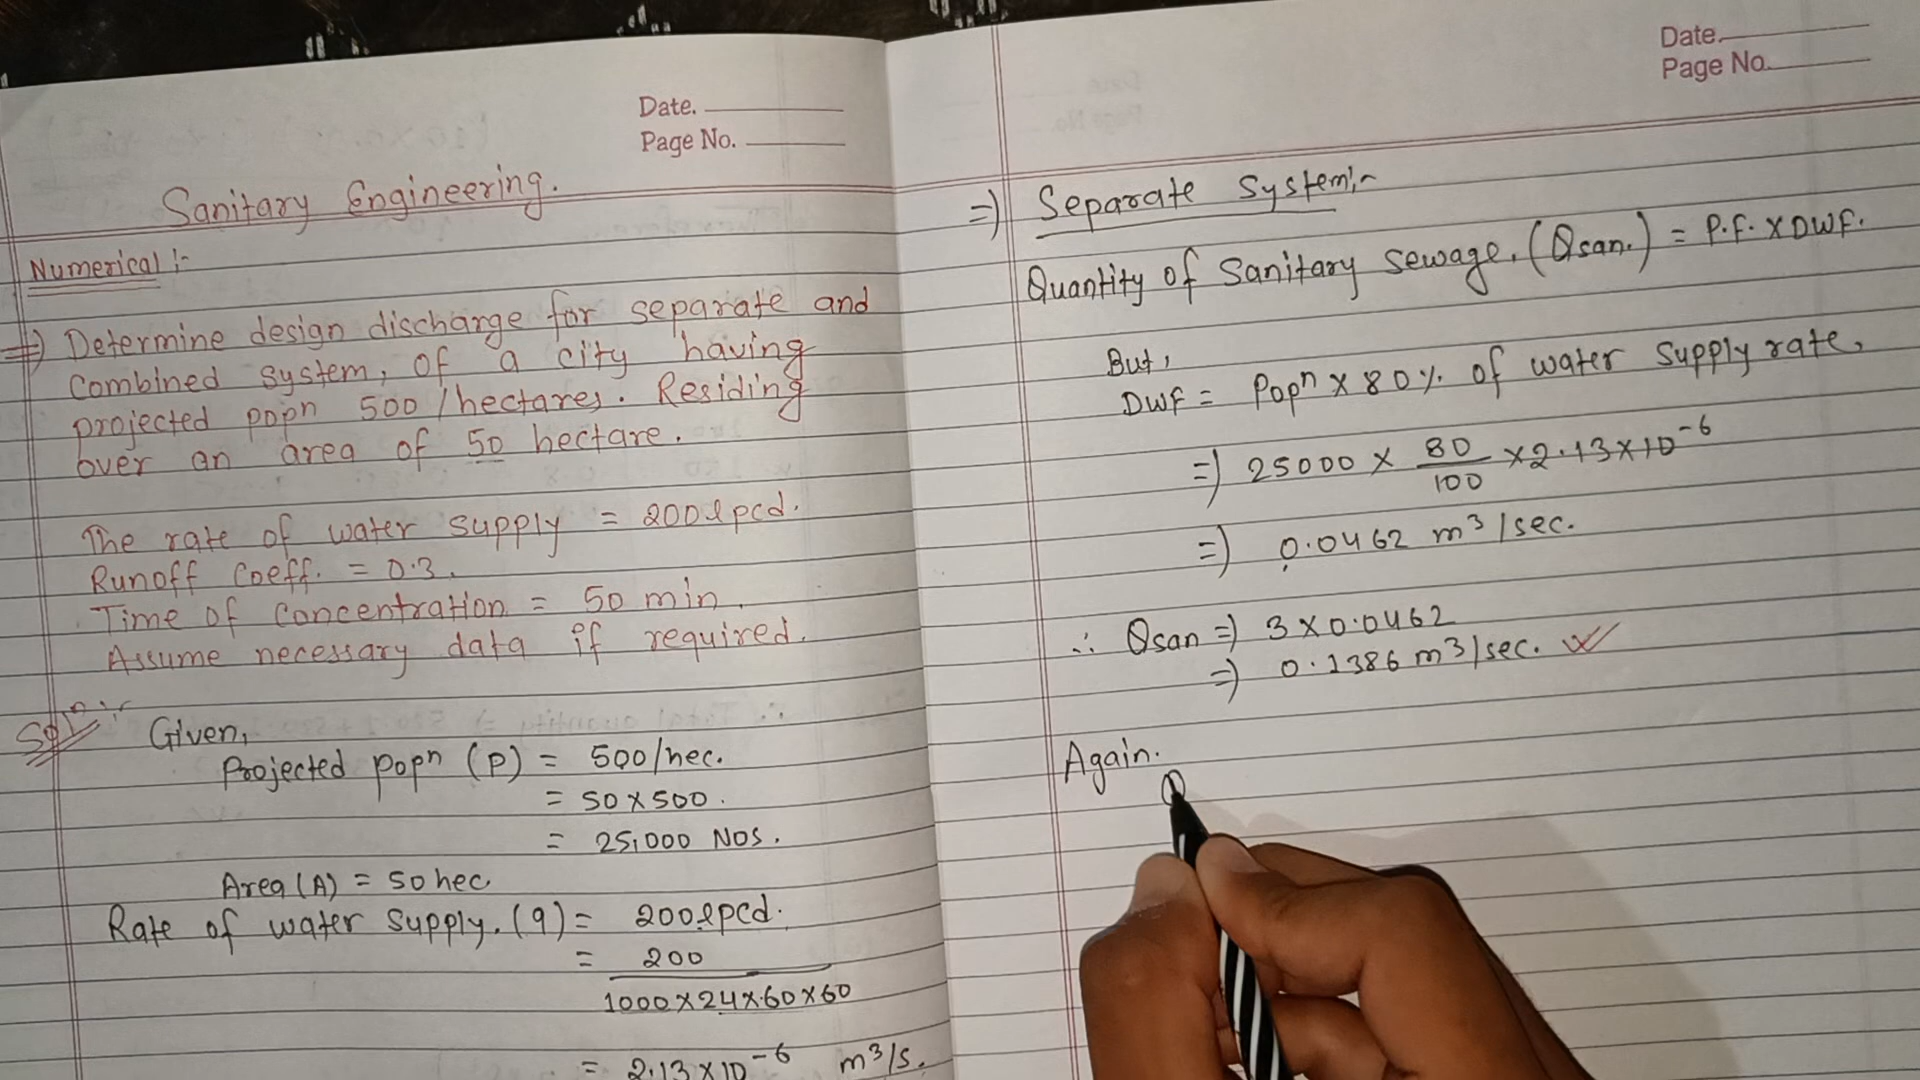 Date.
Page No.
Sanitary Engineering.
Numerical :-
=) Determine design discharge for separate and
combined system, of a city having
projected popn 500/hectares. Residing
over an area of 50 hectare.
The rate of water supply = 200lpcd.
Runoff Coeff. = 0.3.
Time of Concentration = 50 min.
Assume necessary data if required.
Soln :-
Given,
Projected popn (P) = 500/hec.
= 50 x 500.
= 25,000 Nos.
Area (A) = 50 hec.
Rate of water supply. (q) = 200lpcd.
= 200
1000 x 24 x 60 x 60
= 2.13 x 10-6 m3/s.
Date.
Page No.
=) Separate System:-
Quantity of Sanitary Sewage. (Qsan.) = P.F. x DWF.
But,
DWF = Popn x 80% of water supply rate.
=) 25000 x 80/100 x 2.13 x 10-6
=) 0.0462 m3/sec.
∴ Qsan =) 3 x 0.0462
=) 0.1386 m3/sec.
Again.